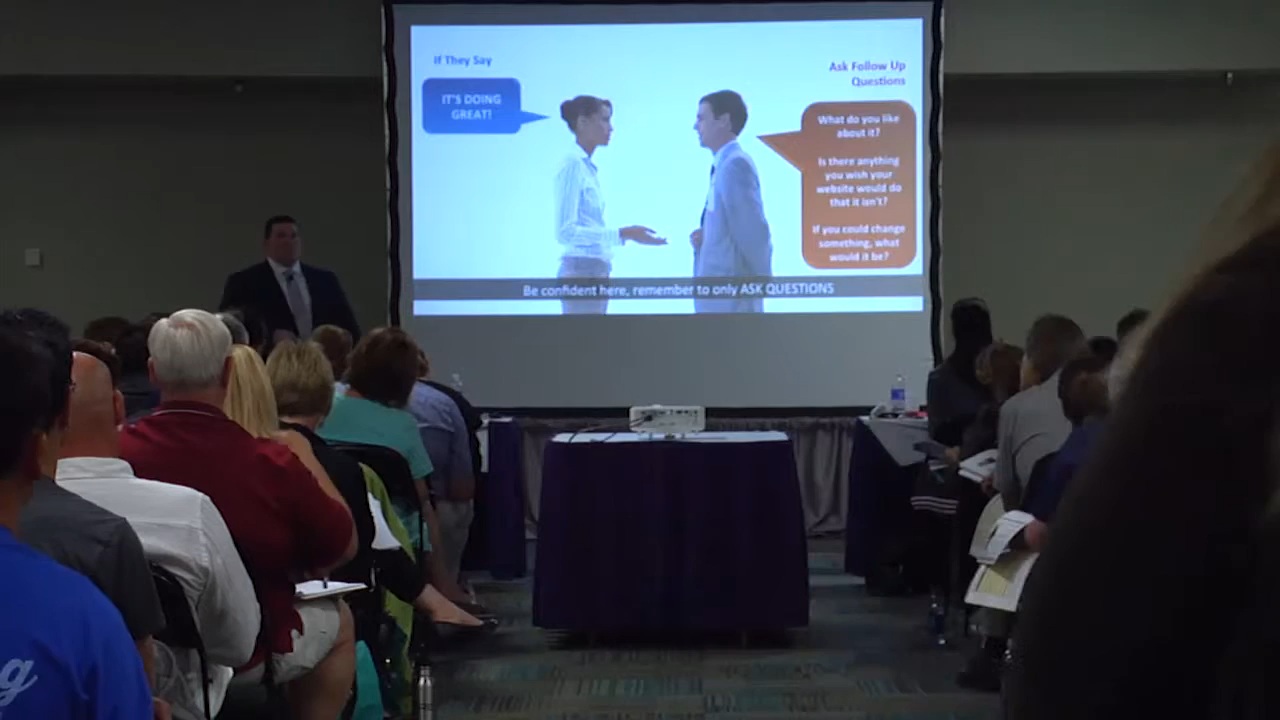 If They Say
IT'S DOING
GREAT!
Ask Follow Up
Questions
What do you like
about it?
Is there anything
you wish your
website would do
that it isn't?
If you could change
something, what
would it be?
Be confident here, remember to only ASK QUESTIONS